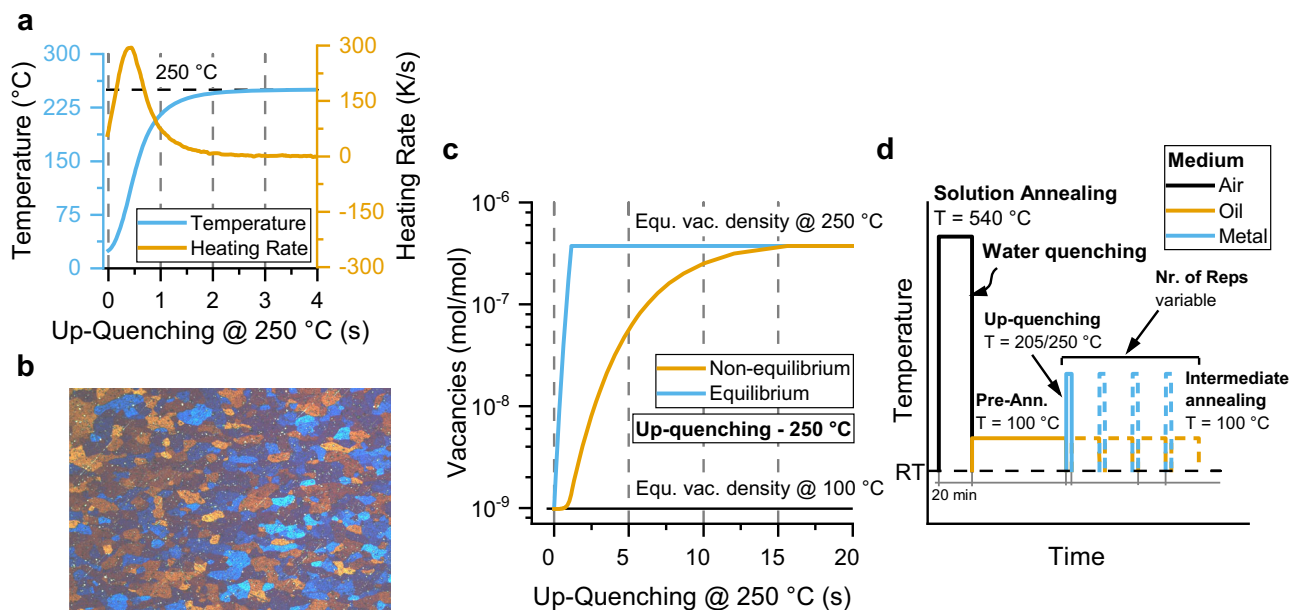 a
Temperature (°C)
300
225
150
75
0
250 °C
Temperature
Heating Rate
300
180
60
0
-150
-300
Heating Rate (K/s)
0
1
2
3
4
Up-Quenching @ 250 °C (s)
b
c
Vacancies (mol/mol)
10-6
10-7
10-8
10-9
Equ. vac. density @ 250 °C
Non-equilibrium
Equilibrium
Up-quenching - 250 °C
Equ. vac. density @ 100 °C
0
5
10
15
20
Up-Quenching @ 250 °C (s)
d
Medium
Air
Oil
Metal
Solution Annealing
T = 540 °C
Water quenching
Nr. of Reps
variable
Up-quenching
T = 205/250 °C
Pre-Ann.
T = 100 °C
Intermediate
annealing
T = 100 °C
Temperature
RT
20 min
Time